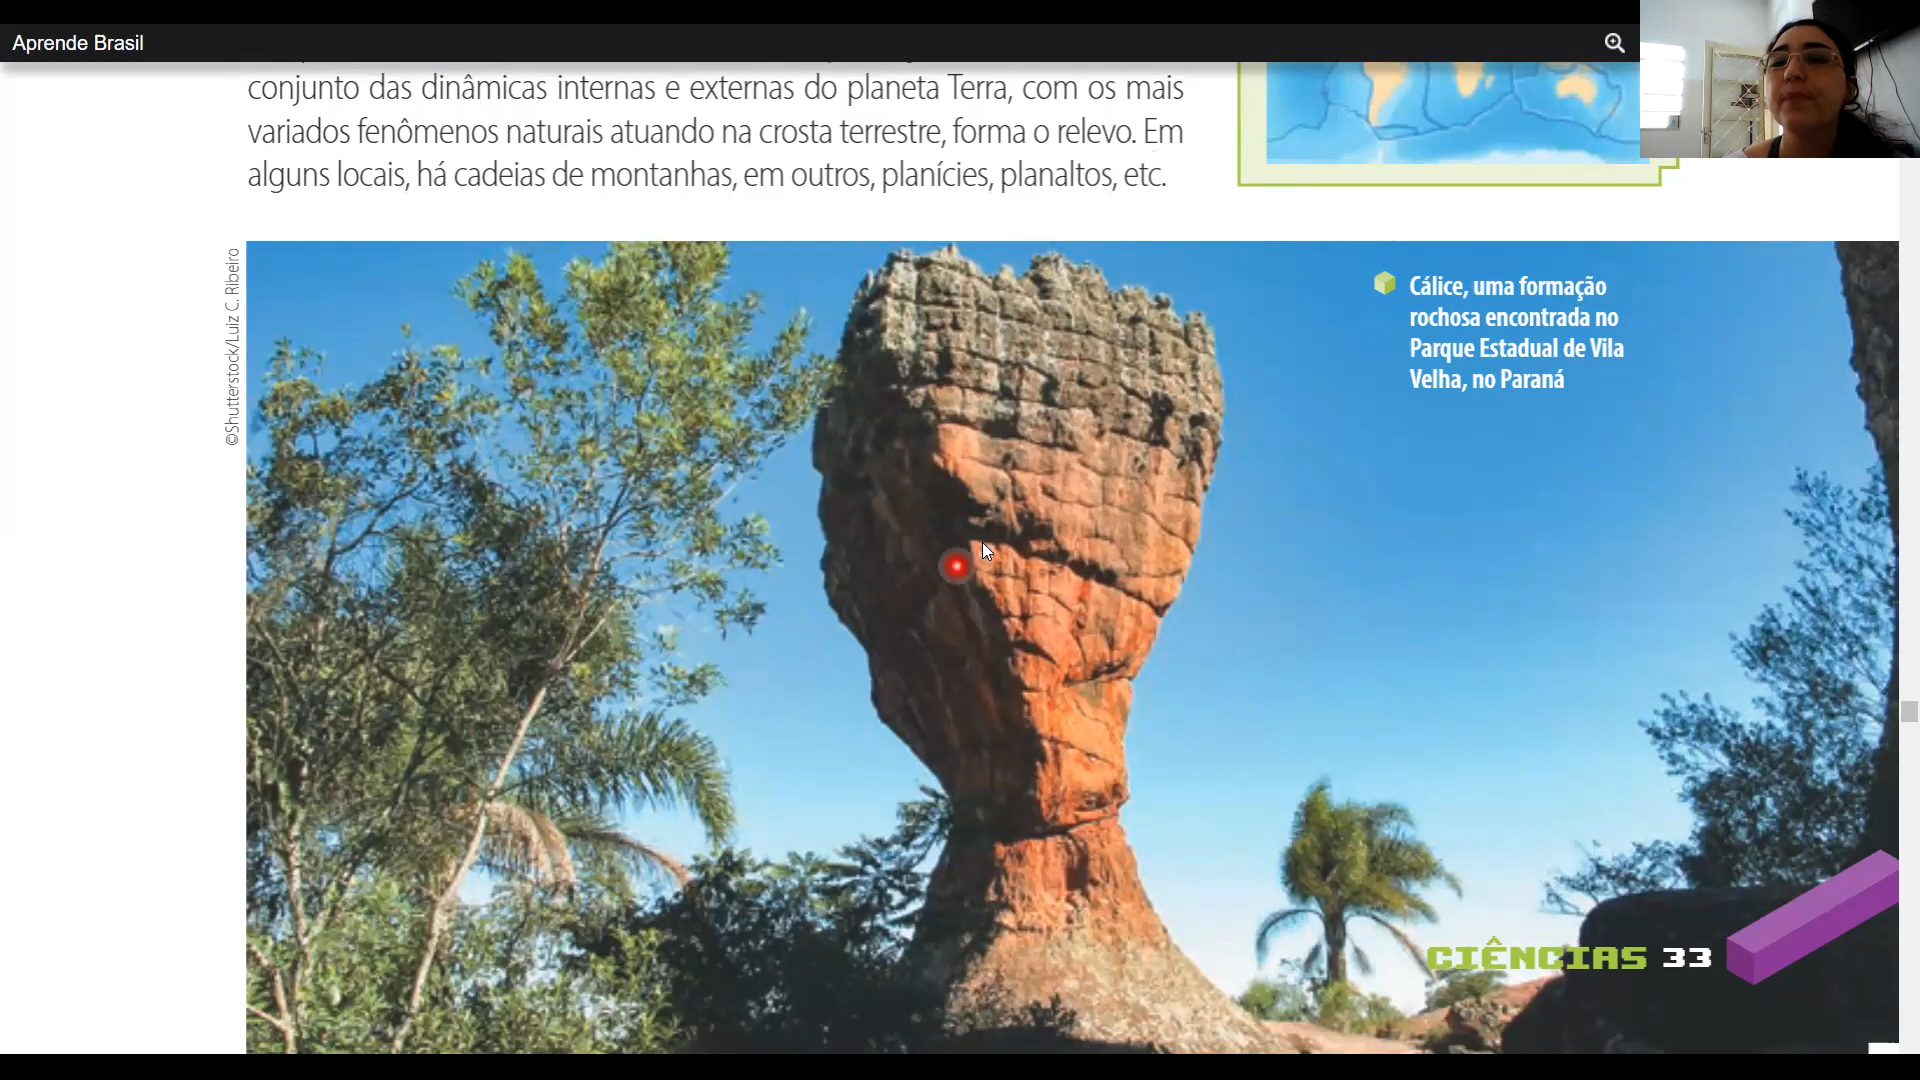 Aprende Brasil
conjunto das dinâmicas internas e externas do planeta Terra, com os mais
variados fenômenos naturais atuando na crosta terrestre, forma o relevo. Em
alguns locais, há cadeias de montanhas, em outros, planícies, planaltos, etc.
©Shutterstock/Luiz C. Ribeiro
Cálice, uma formação
rochosa encontrada no
Parque Estadual de Vila
Velha, no Paraná
CIÊNCIAS 33